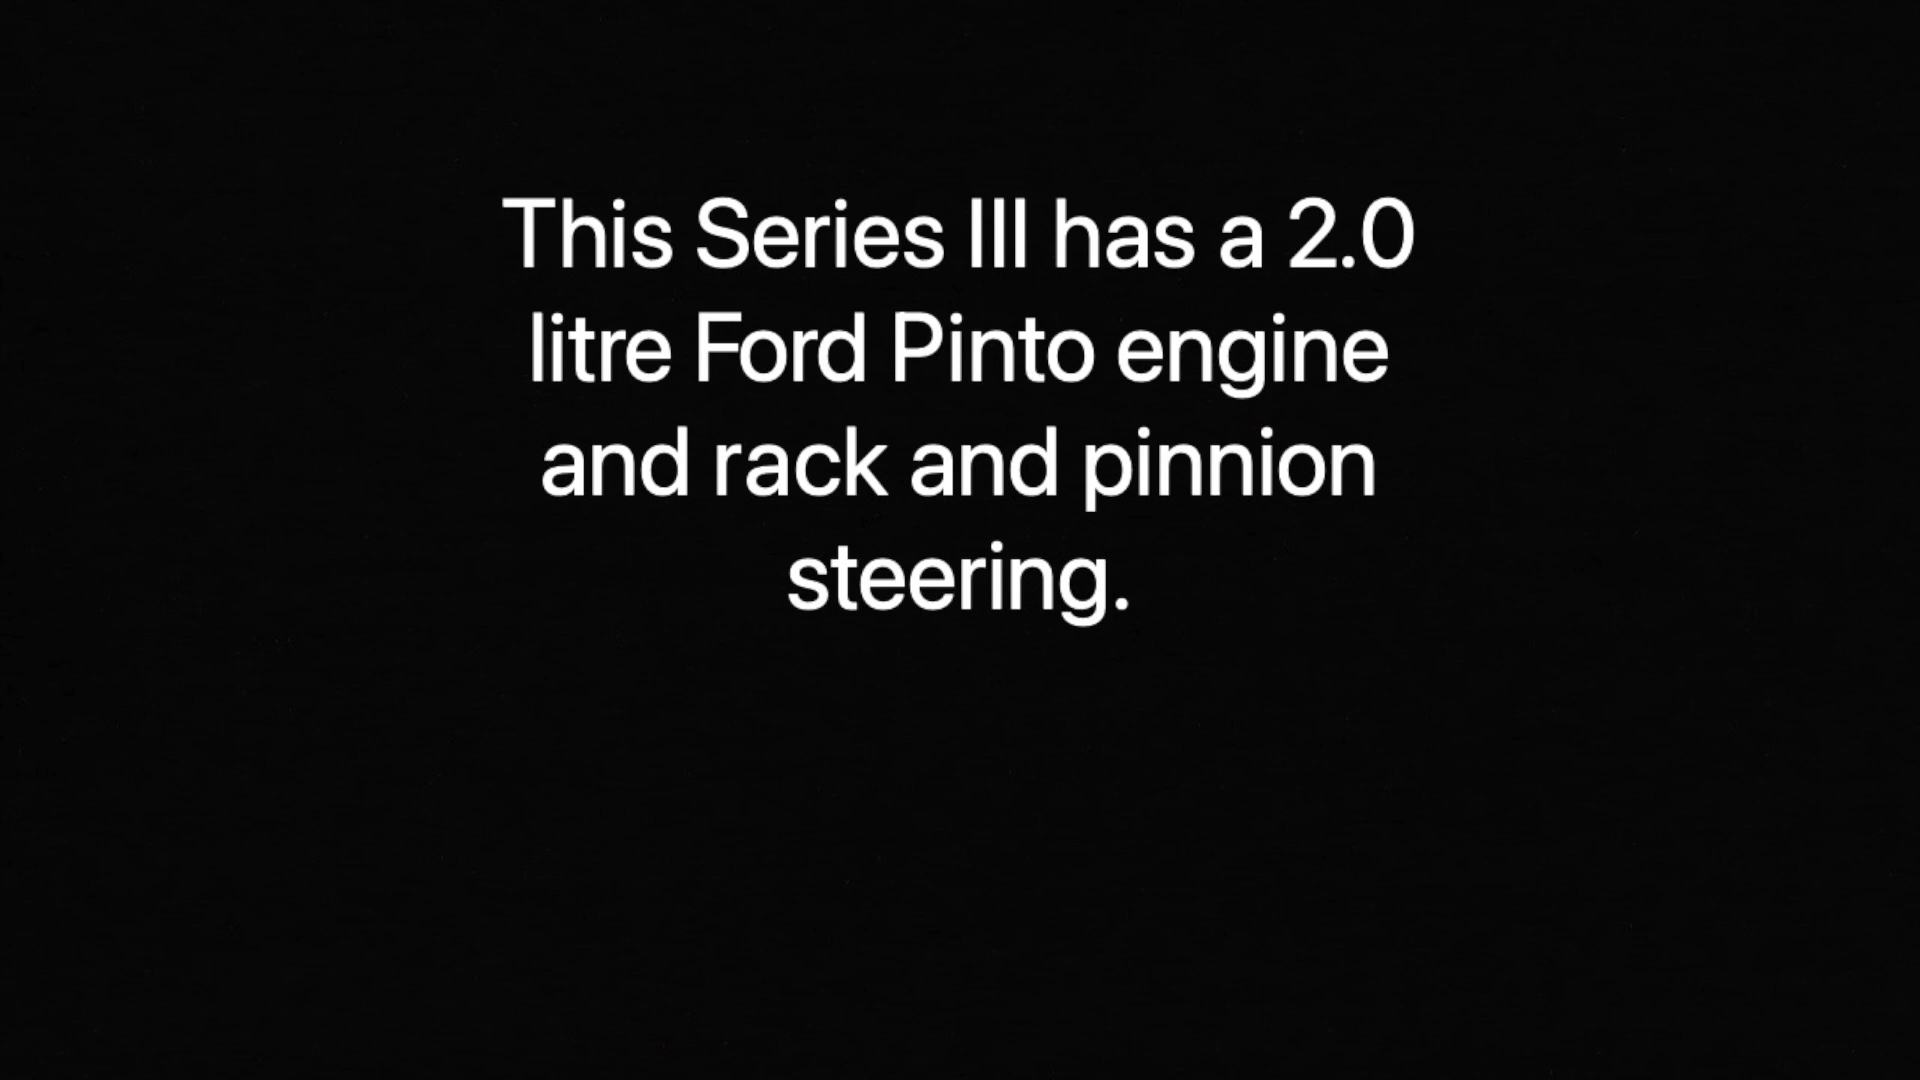 This Series III has a 2.0
litre Ford Pinto engine
and rack and pinnion
steering.